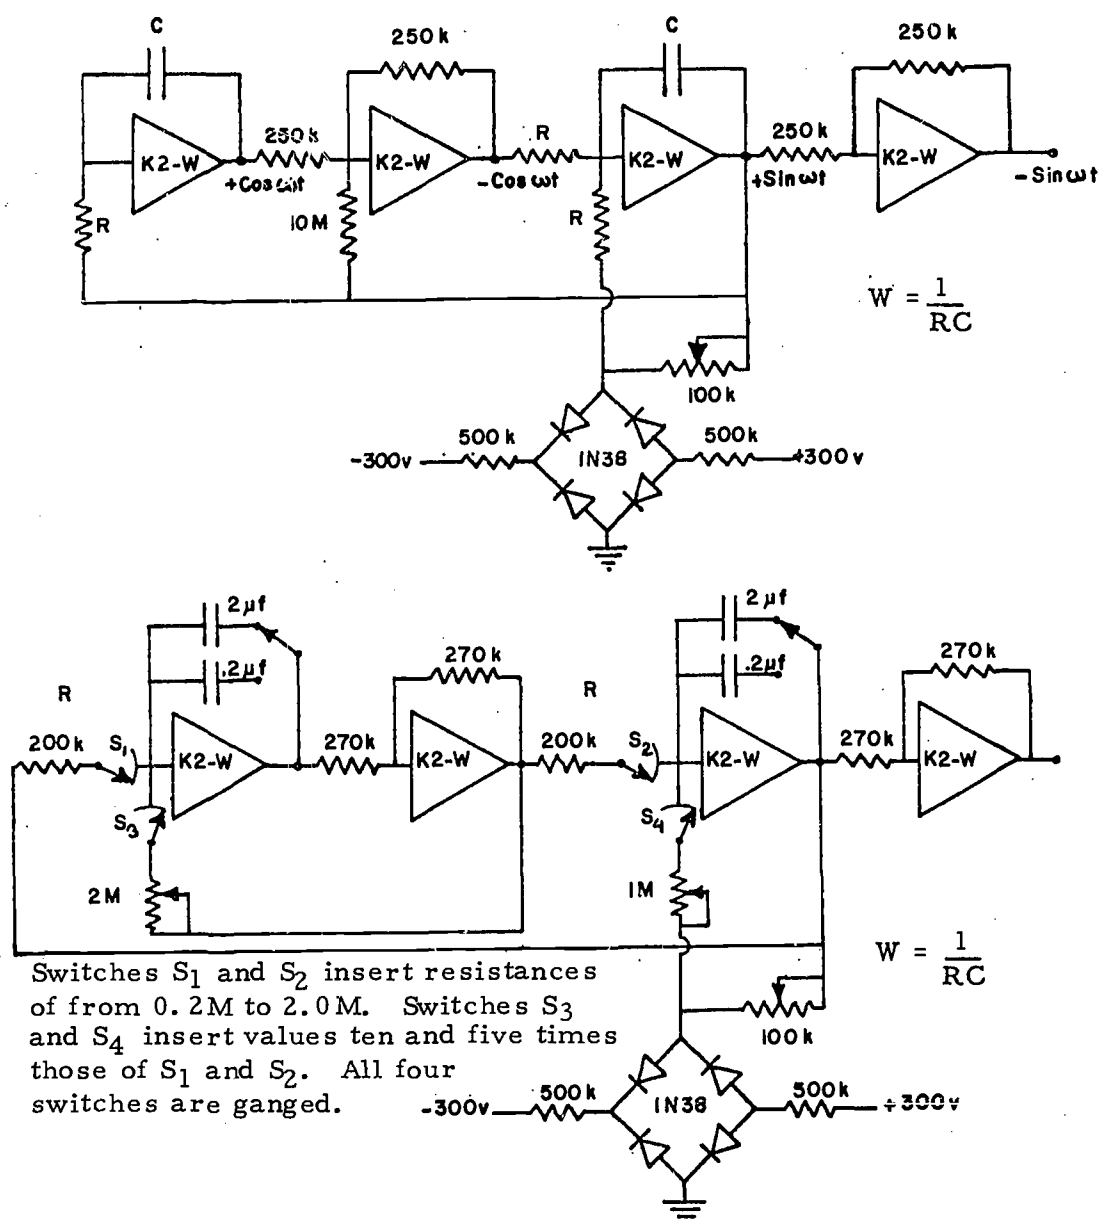 C
250k
C
250k
250k
R
250k
K2-W
K2-W
K2-W
K2-W
+Cos ωt
-Cos ωt
+Sin ωt
-Sin ωt
R
10M
R
W = 1
RC
100k
500k
500k
-300v
1N38
+300v
2µf
2µf
.2µf
270k
.2µf
270k
R
R
200k
S1
270k
200k
S2
270k
K2-W
K2-W
K2-W
K2-W
S3
S4
2M
1M
W = 1
RC
Switches S1 and S2 insert resistances
of from 0.2M to 2.0M. Switches S3
and S4 insert values ten and five times
those of S1 and S2. All four
switches are ganged.
100k
500k
500k
-300v
1N38
+300v